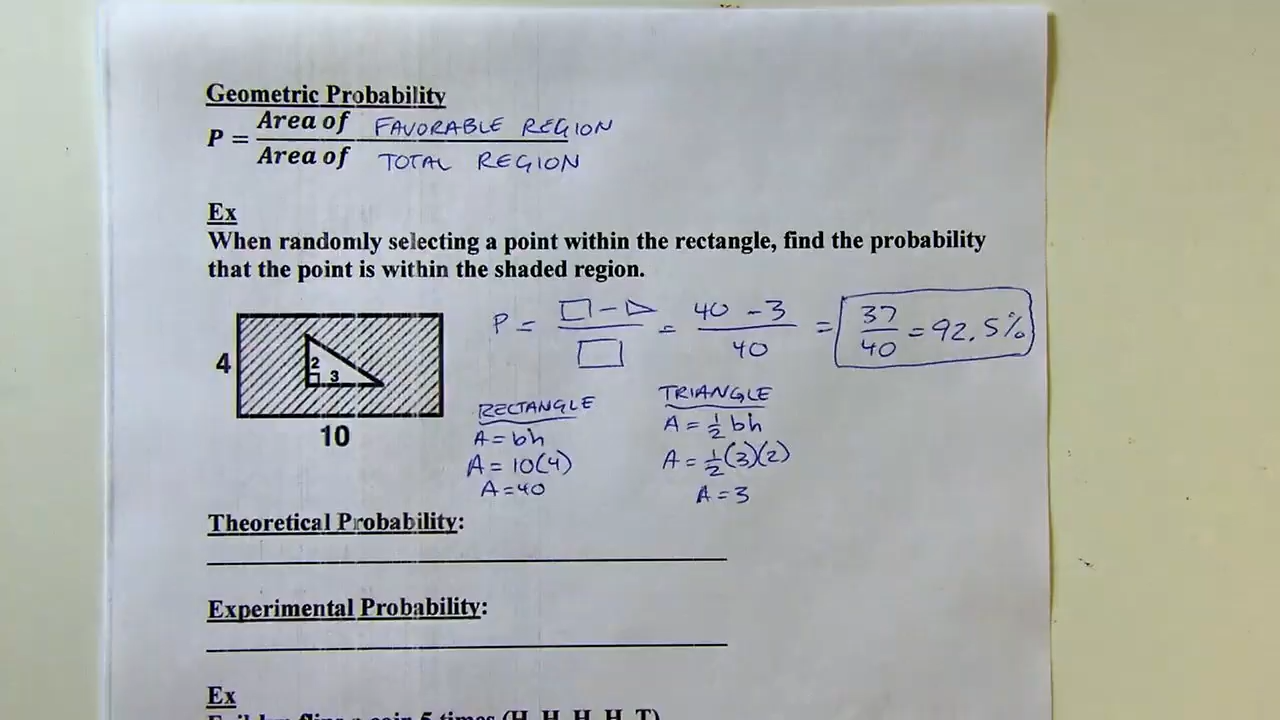 Geometric Probability
P = Area of FAVORABLE REGION
Area of TOTAL REGION
Ex
When randomly selecting a point within the rectangle, find the probability
that the point is within the shaded region.
P = □ - △ / □ = 40 - 3 / 40 = 37 / 40 = 92.5%
4
2
3
10
RECTANGLE
A = bh
A = 10(4)
A = 40
TRIANGLE
A = 1/2 bh
A = 1/2 (3)(2)
A = 3
Theoretical Probability:
Experimental Probability:
Ex